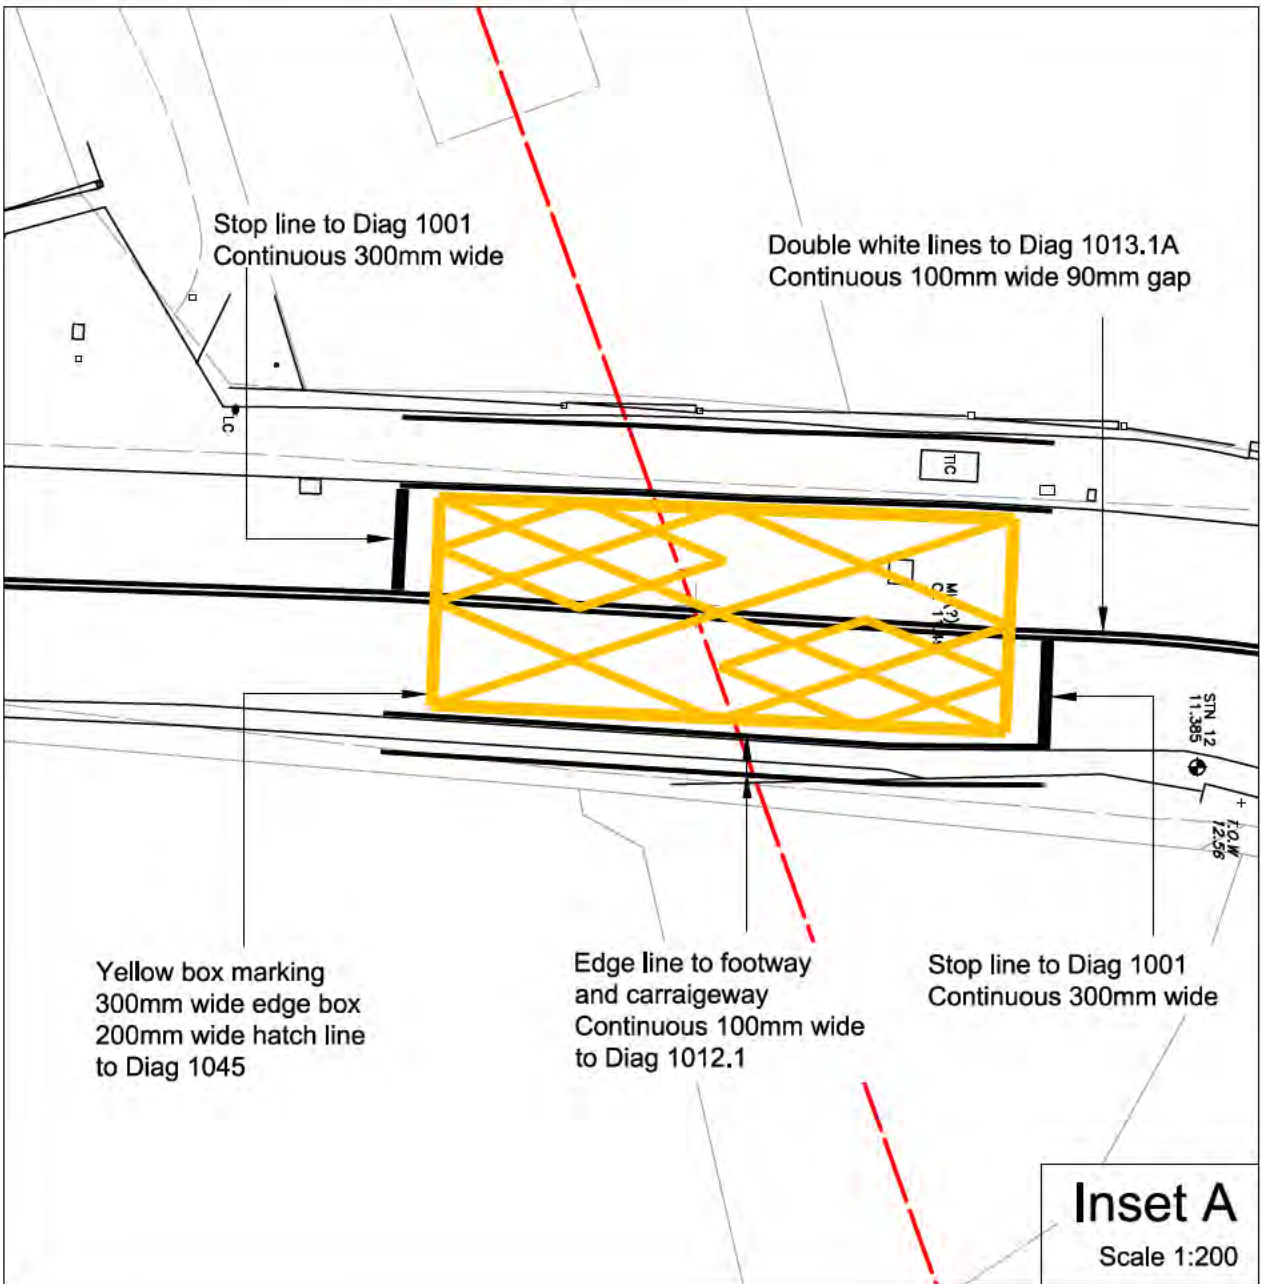 Stop line to Diag 1001
Continuous 300mm wide
Double white lines to Diag 1013.1A
Continuous 100mm wide 90mm gap
LC
TIC
STN 12
11.385
T.O.W
12.56
Yellow box marking
300mm wide edge box
200mm wide hatch line
to Diag 1045
Edge line to footway
and carraigeway
Continuous 100mm wide
to Diag 1012.1
Stop line to Diag 1001
Continuous 300mm wide
Inset A
Scale 1:200